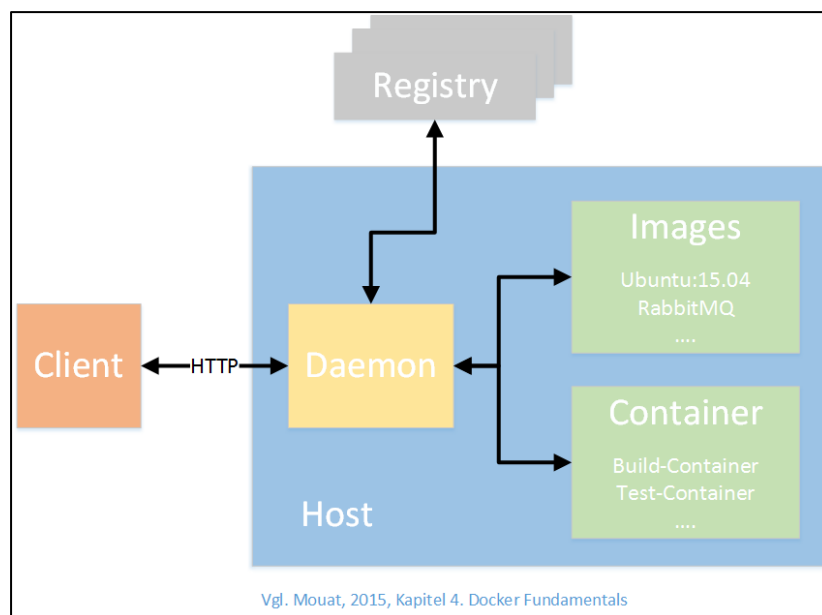 Registry
Images
Ubuntu:15.04
RabbitMQ
....
Client
HTTP
Daemon
Container
Build-Container
Test-Container
....
Host
Vgl. Mouat, 2015, Kapitel 4. Docker Fundamentals